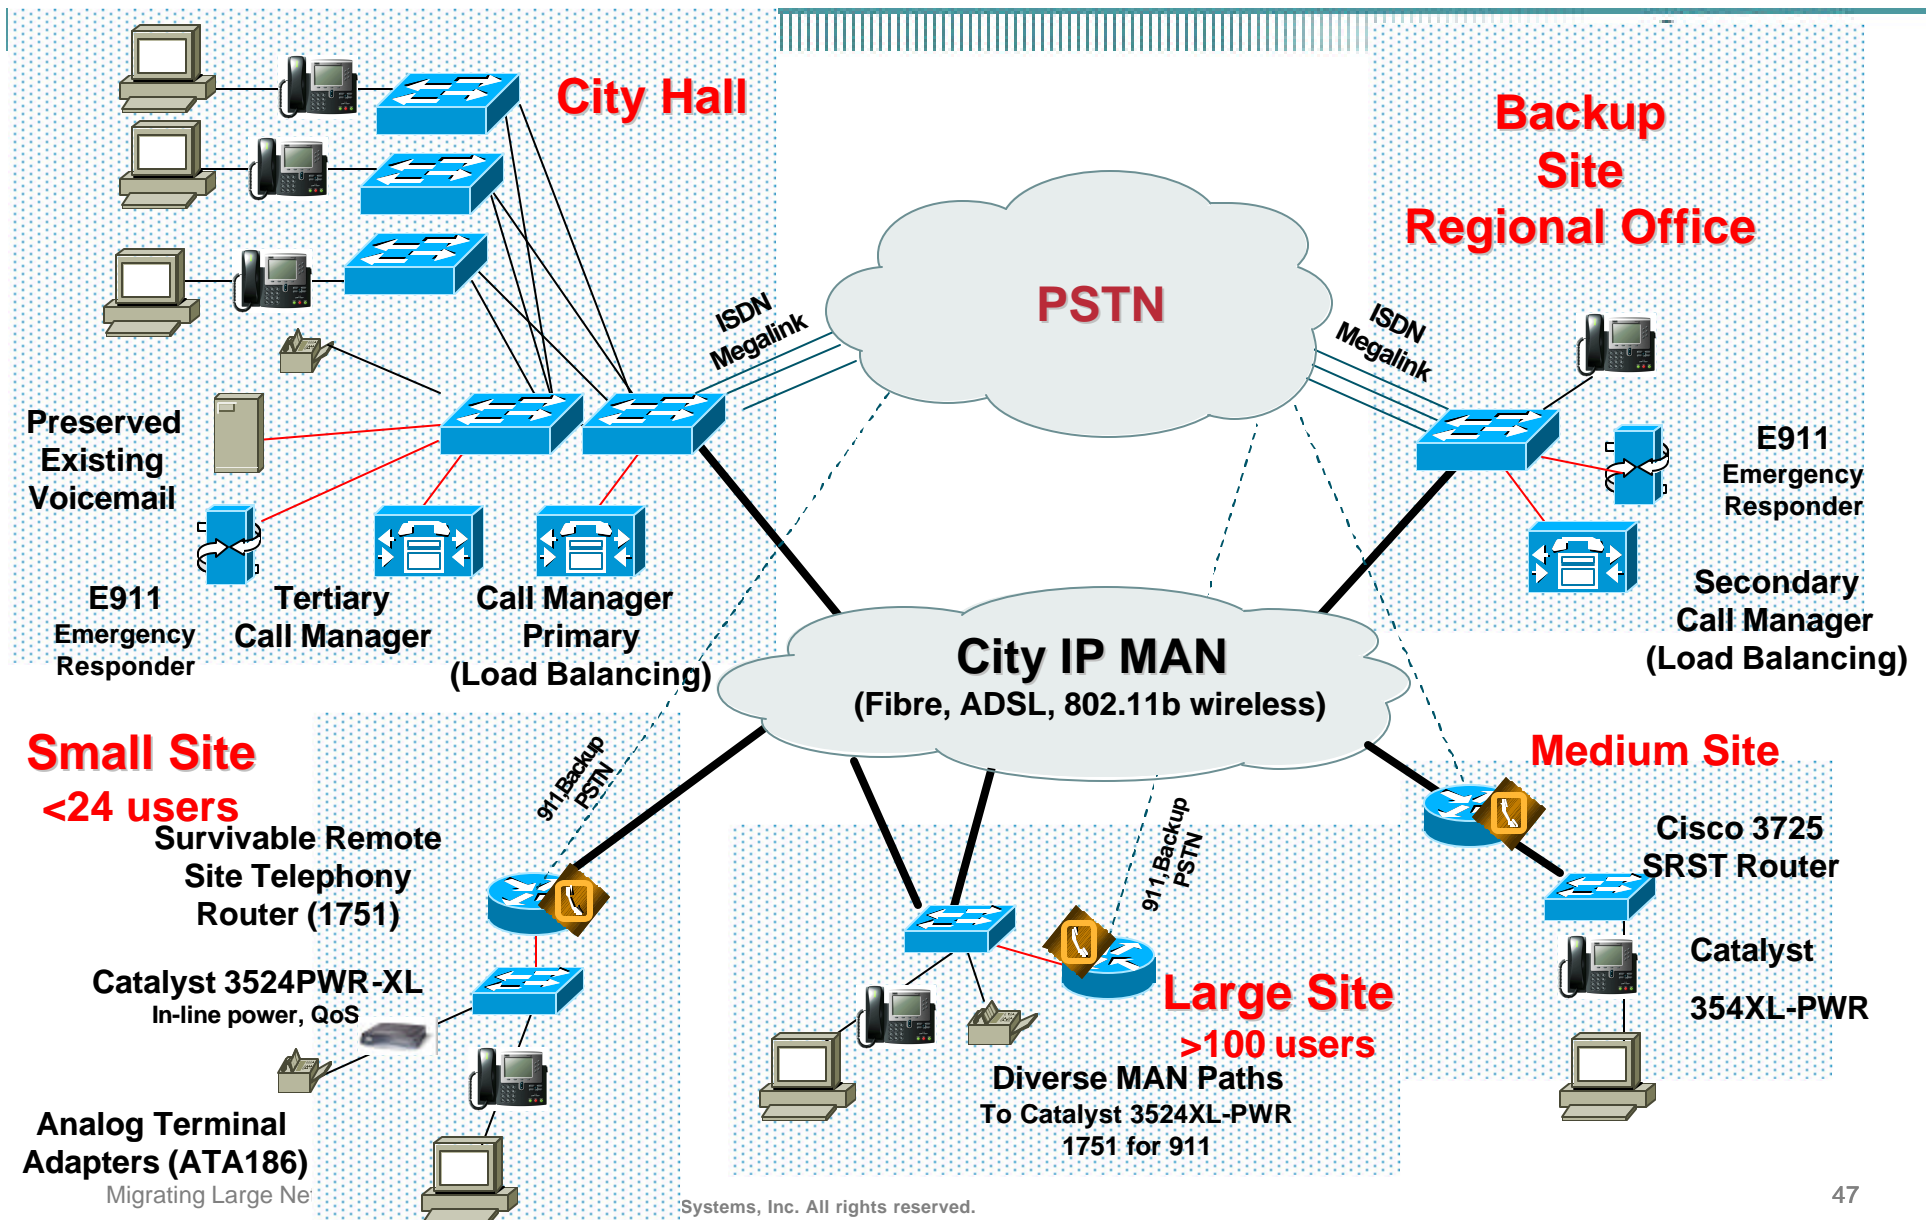 City Hall
Backup
Site
Regional Office
PSTN
ISDN
Megalink
ISDN
Megalink
Preserved
Existing
Voicemail
E911
Emergency
Responder
Tertiary
Call Manager
Call Manager
Primary
(Load Balancing)
E911
Emergency
Responder
Secondary
Call Manager
(Load Balancing)
City IP MAN
(Fibre, ADSL, 802.11b wireless)
Small Site
<24 users
Survivable Remote
Site Telephony
Router (1751)
911,Backup
PSTN
Catalyst 3524PWR-XL
In-line power, QoS
Analog Terminal
Adapters (ATA186)
911,Backup
PSTN
Large Site
>100 users
Diverse MAN Paths
To Catalyst 3524XL-PWR
1751 for 911
Medium Site
Cisco 3725
SRST Router
Catalyst
354XL-PWR
Migrating Large
Systems, Inc. All rights reserved.
47